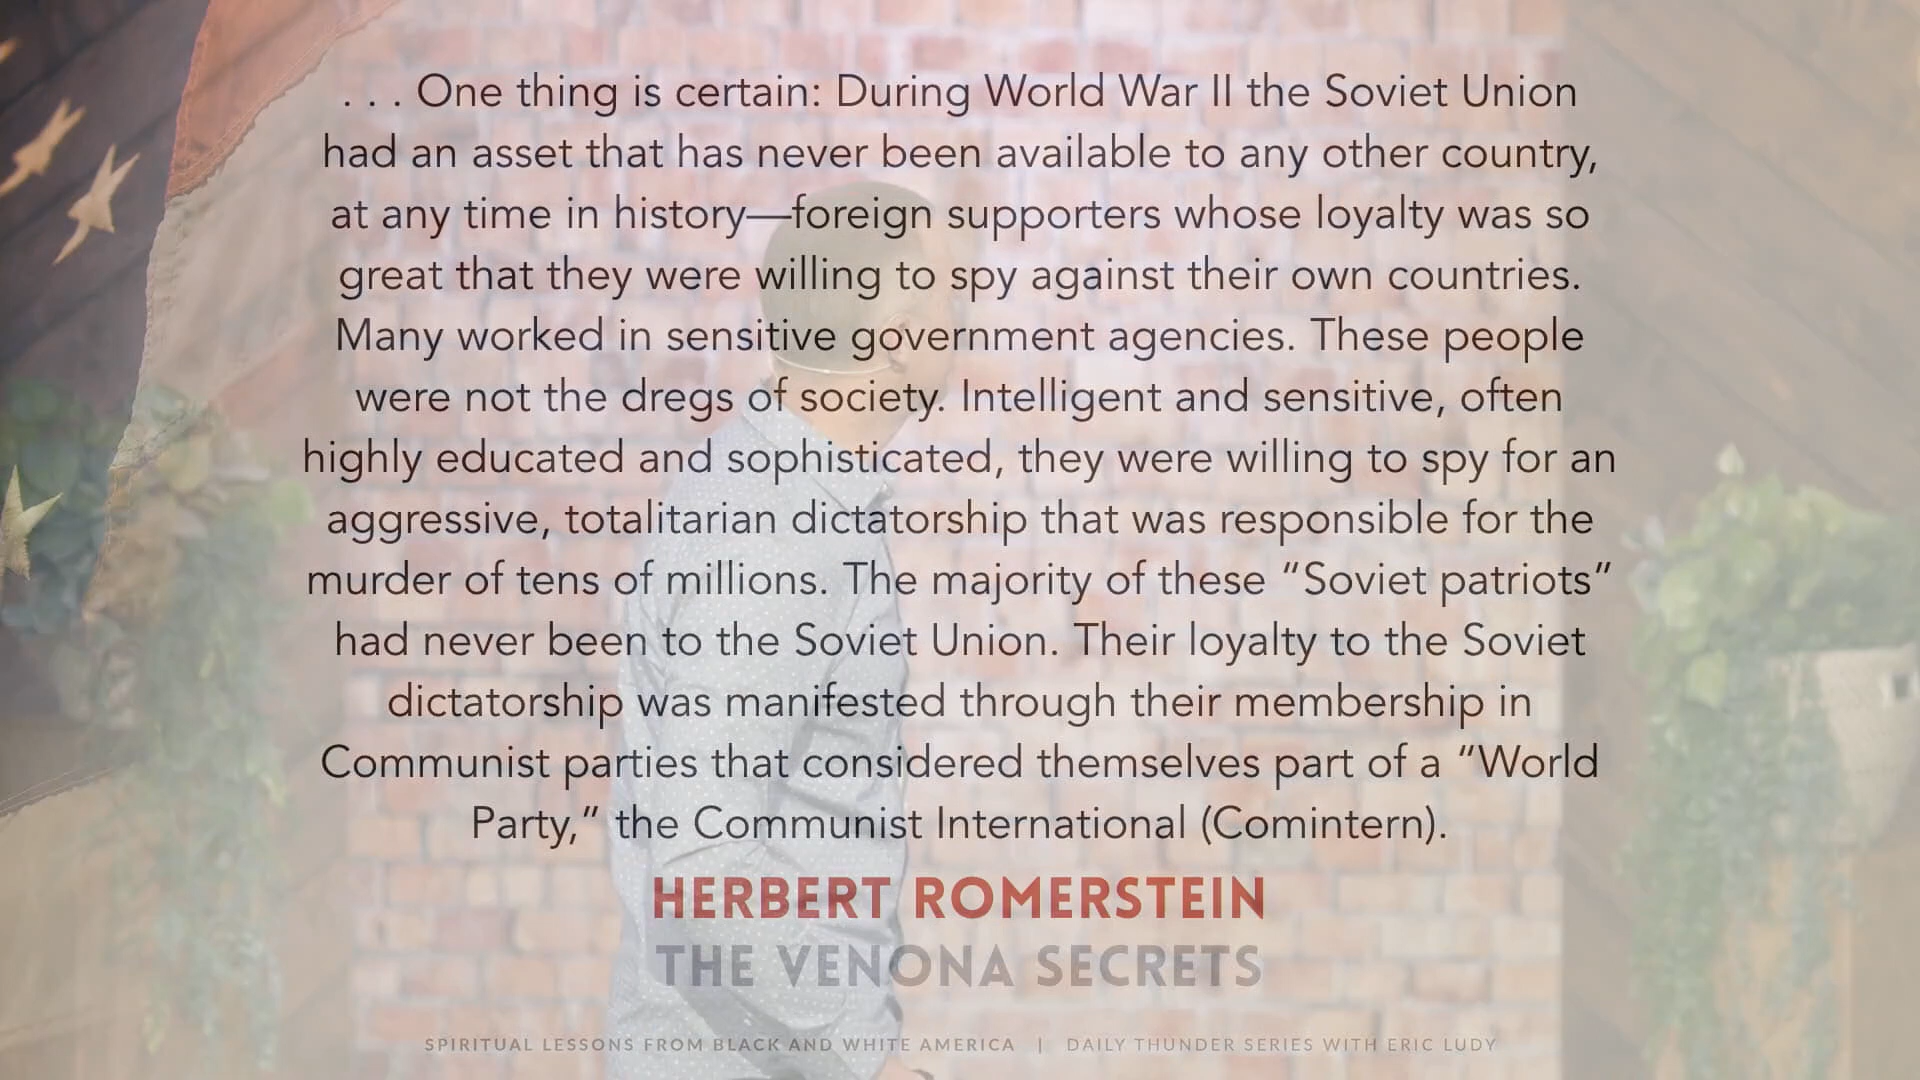 . . . One thing is certain: During World War II the Soviet Union
had an asset that has never been available to any other country,
at any time in history—foreign supporters whose loyalty was so
great that they were willing to spy against their own countries.
Many worked in sensitive government agencies. These people
were not the dregs of society. Intelligent and sensitive, often
highly educated and sophisticated, they were willing to spy for an
aggressive, totalitarian dictatorship that was responsible for the
murder of tens of millions. The majority of these “Soviet patriots”
had never been to the Soviet Union. Their loyalty to the Soviet
dictatorship was manifested through their membership in
Communist parties that considered themselves part of a “World
Party,” the Communist International (Comintern).
HERBERT ROMERSTEIN
THE VENONA SECRETS
SPIRITUAL LESSONS FROM BLACK AND WHITE AMERICA | DAILY THUNDER SERIES WITH ERIC LUDY